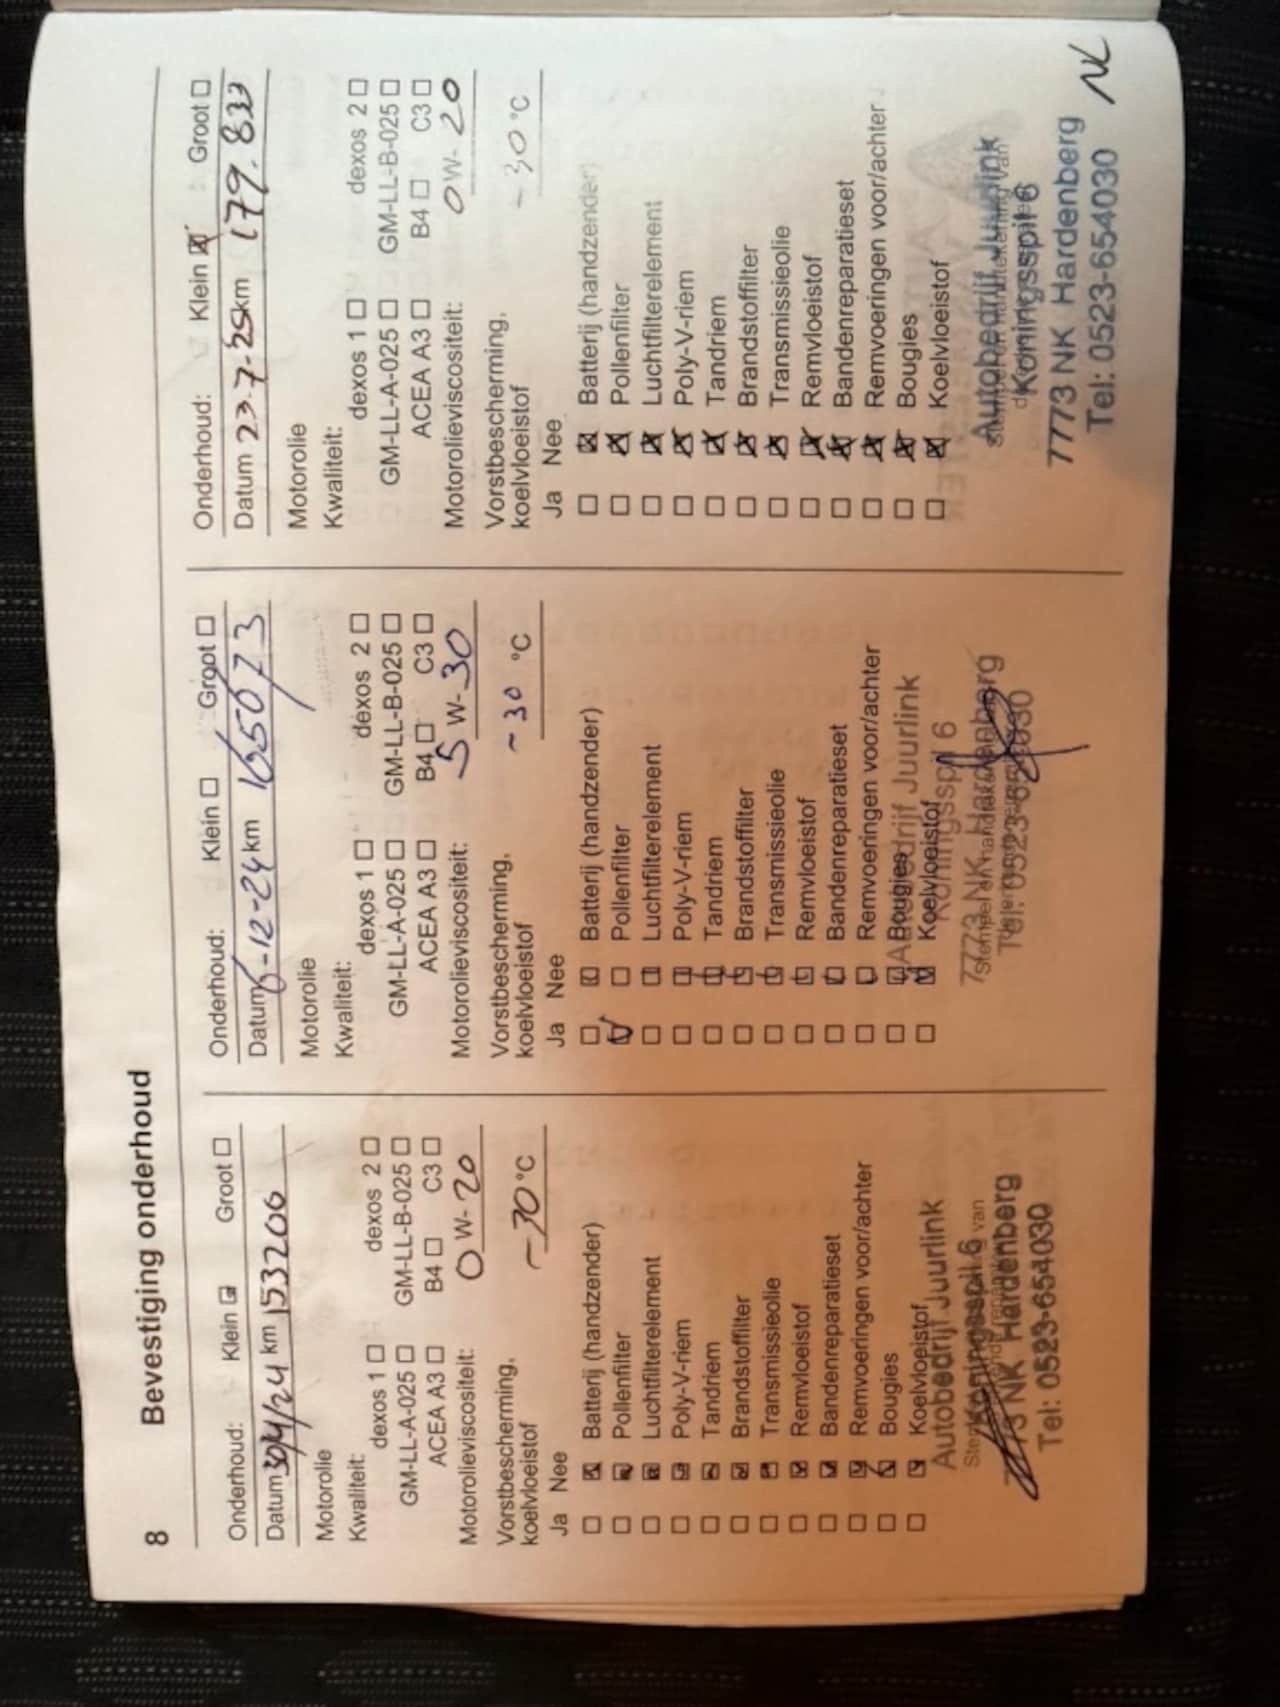 8 Bevestiging onderhoud
Onderhoud: Klein ☑ Groot ☐
Datum 30/4/24 km 153206
Motorolie
Kwaliteit:
dexos 1 ☐ dexos 2 ☐
GM-LL-A-025 ☐ GM-LL-B-025 ☐
ACEA A3 ☐ B4 ☐ C3 ☐
Motorolieviscositeit: 0 W- 20
Vorstbescherming,
koelvloeistof -30 °C
Ja Nee
☐ ☑ Batterij (handzender)
☐ ☑ Pollenfilter
☐ ☑ Luchtfilterelement
☐ ☑ Poly-V-riem
☐ ☑ Tandriem
☐ ☑ Brandstoffilter
☐ ☑ Transmissieolie
☐ ☑ Remvloeistof
☐ ☑ Bandenreparatieset
☐ ☑ Remvoeringen voor/achter
☐ ☑ Bougies
☐ ☑ Koelvloeistof
Autobedrijf Juurlink
Koningsspil 6
7773 NK Hardenberg
Tel: 0523-654030
Onderhoud: Klein ☐ Groot ☐
Datum 6-12-24 km 165073
Motorolie
Kwaliteit:
dexos 1 ☐ dexos 2 ☐
GM-LL-A-025 ☐ GM-LL-B-025 ☐
ACEA A3 ☐ B4 ☐ C3 ☐
Motorolieviscositeit: 5 W- 30
Vorstbescherming,
koelvloeistof -30 °C
Ja Nee
☐ ☑ Batterij (handzender)
☑ ☐ Pollenfilter
☐ ☑ Luchtfilterelement
☐ ☑ Poly-V-riem
☐ ☑ Tandriem
☐ ☑ Brandstoffilter
☐ ☑ Transmissieolie
☐ ☑ Remvloeistof
☐ ☑ Bandenreparatieset
☐ ☑ Remvoeringen voor/achter
☐ ☑ Bougies
☐ ☑ Koelvloeistof
Autobedrijf Juurlink
Koningsspil 6
7773 NK Hardenberg
Tel: 0523-654030
Onderhoud: Klein ☒ Groot ☐
Datum 23-7-25 km 179.833
Motorolie
Kwaliteit:
dexos 1 ☐ dexos 2 ☐
GM-LL-A-025 ☐ GM-LL-B-025 ☐
ACEA A3 ☐ B4 ☐ C3 ☐
Motorolieviscositeit: 0 W- 20
Vorstbescherming,
koelvloeistof -30 °C
Ja Nee
☐ ☒ Batterij (handzender)
☐ ☒ Pollenfilter
☐ ☒ Luchtfilterelement
☐ ☒ Poly-V-riem
☐ ☒ Tandriem
☐ ☒ Brandstoffilter
☐ ☒ Transmissieolie
☐ ☒ Remvloeistof
☐ ☒ Bandenreparatieset
☐ ☒ Remvoeringen voor/achter
☐ ☒ Bougies
☐ ☒ Koelvloeistof
Autobedrijf Juurlink
Koningsspil 6
7773 NK Hardenberg
Tel: 0523-654030 NL